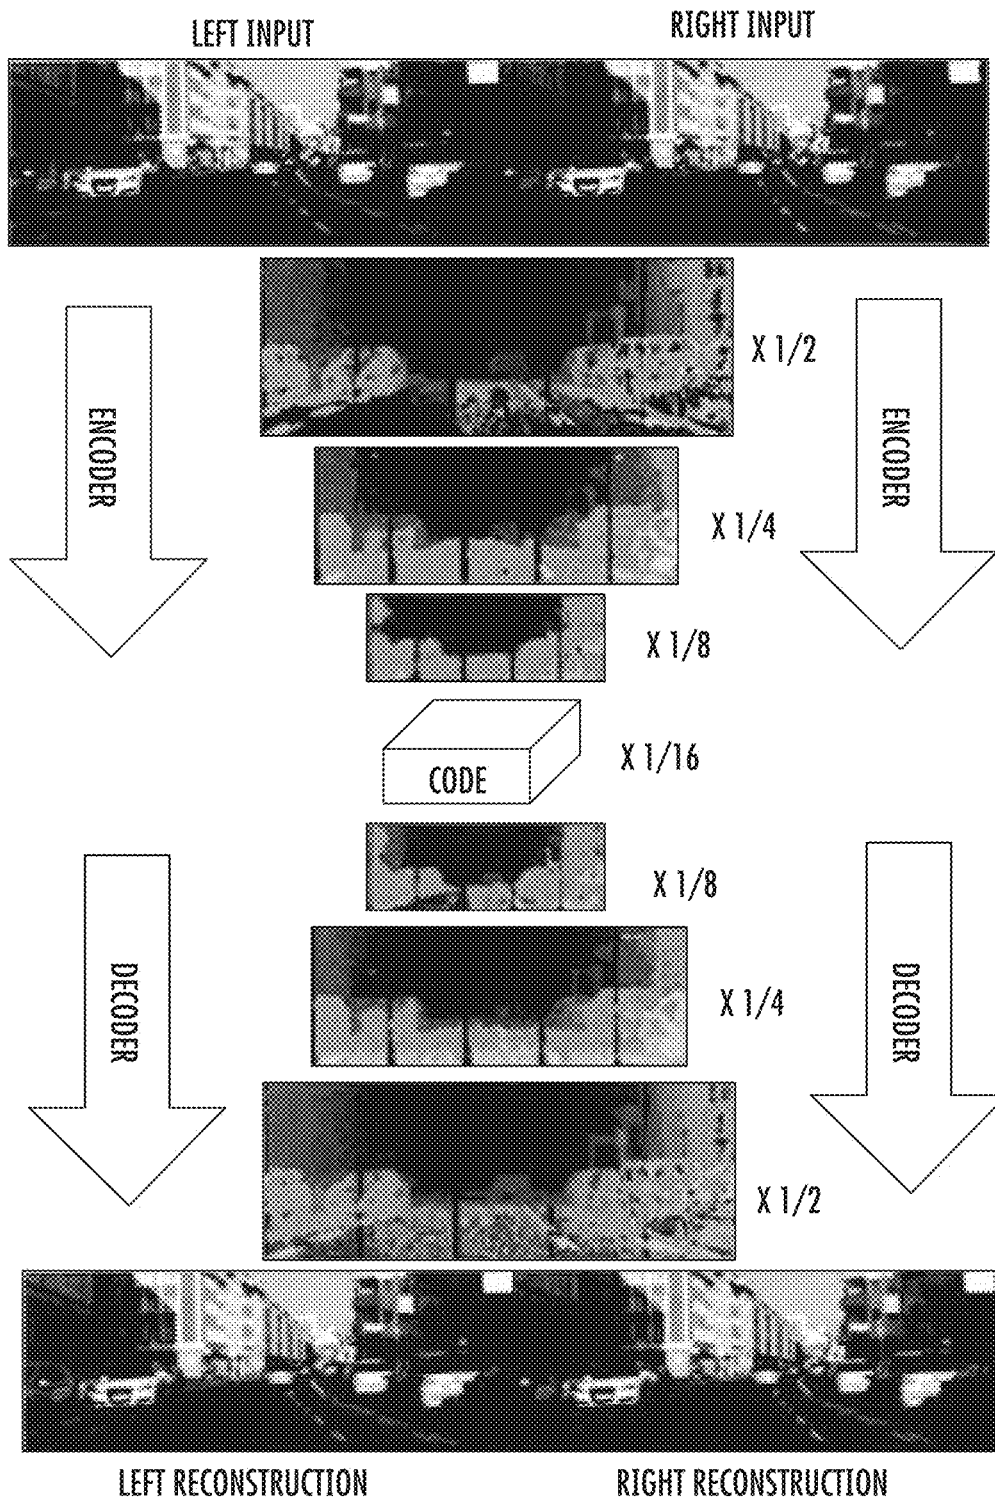 LEFT INPUT
RIGHT INPUT
X 1/2
ENCODER
ENCODER
X 1/4
X 1/8
CODE
X 1/16
X 1/8
DECODER
DECODER
X 1/4
X 1/2
LEFT RECONSTRUCTION
RIGHT RECONSTRUCTION